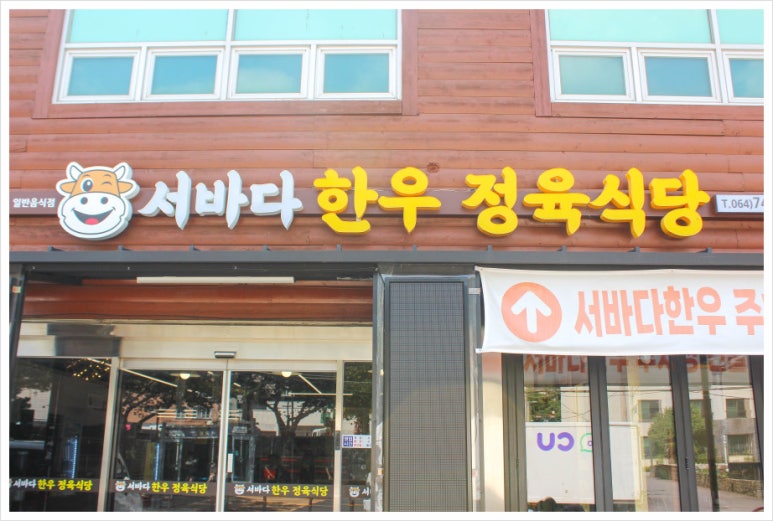 일반음식점
서바다 한우 정육식당
T.064)74
서바다한우 주
서바다 한우 정육식당
서바다 한우 정육식당
서바다 한우 정육식당
CU